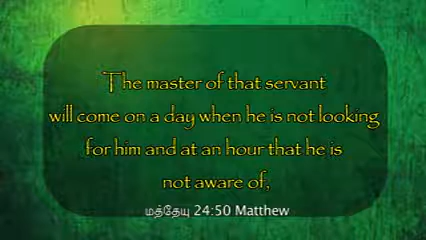 The master of that servant
will come on a day when he is not looking
for him and at an hour that he is
not aware of,
மத்தேயு 24:50 Matthew